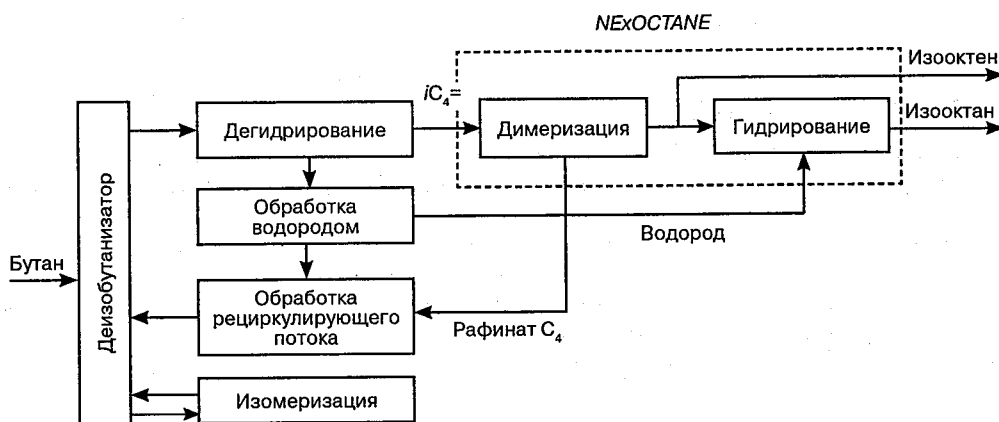 NExOCTANE
Изооктен
iC₄=
Дегидрирование
Димеризация
Гидрирование
Изооктан
Обработка
водородом
Водород
Бутан
Деизобутанизатор
Обработка
рециркулирующего
потока
Рафинат C₄
Изомеризация